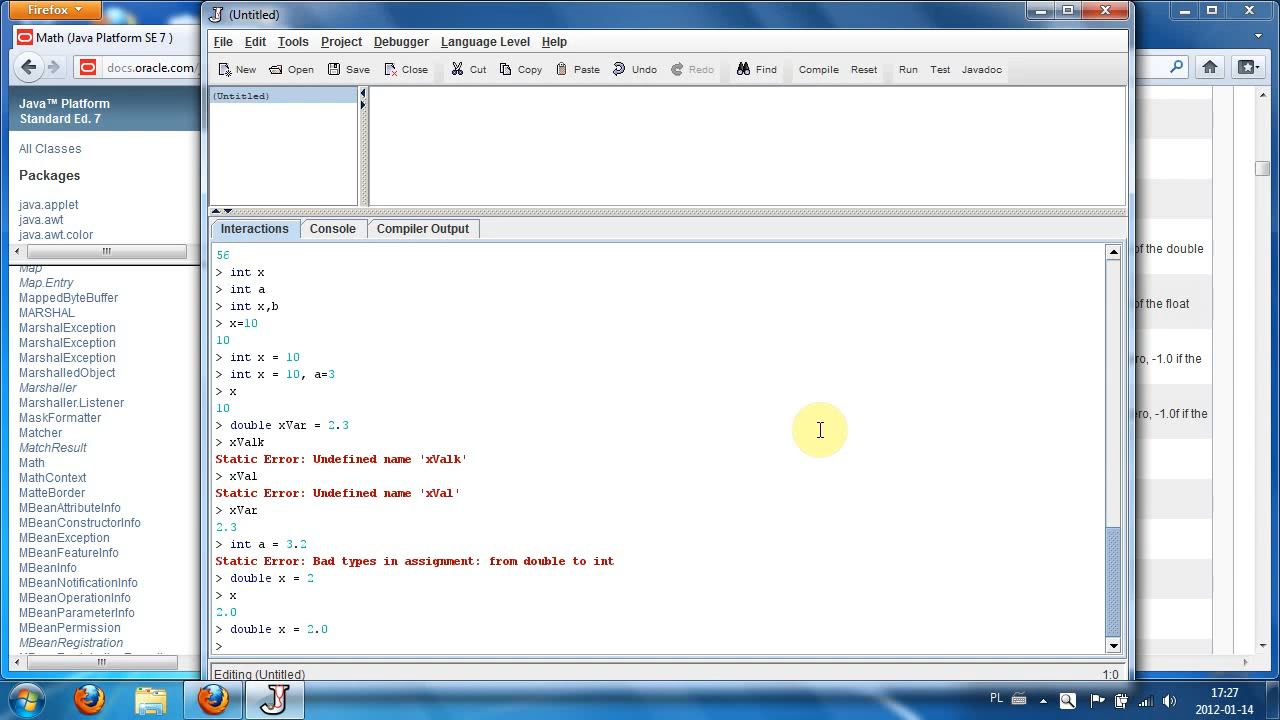 Firefox
(Untitled)
Math (Java Platform SE 7 )
File Edit Tools Project Debugger Language Level Help
docs.oracle.com/
New Open Save Close Cut Copy Paste Undo Redo Find Compile Reset Run Test Javadoc
Java™ Platform
Standard Ed. 7
All Classes
Packages
java.applet
java.awt
java.awt.color
Map
Map.Entry
MappedByteBuffer
MARSHAL
MarshalException
MarshalException
MarshalException
MarshalledObject
Marshaller
Marshaller.Listener
MaskFormatter
Matcher
MatchResult
Math
MathContext
MatteBorder
MBeanAttributeInfo
MBeanConstructorInfo
MBeanException
MBeanFeatureInfo
MBeanInfo
MBeanNotificationInfo
MBeanOperationInfo
MBeanParameterInfo
MBeanPermission
MBeanRegistration
(Untitled)
Interactions Console Compiler Output
56
> int x
> int a
> int x,b
> x=10
10
> int x = 10
> int x = 10, a=3
> x
10
> double xVar = 2.3
> xValk
Static Error: Undefined name 'xValk'
> xVal
Static Error: Undefined name 'xVal'
> xVar
2.3
> int a = 3.2
Static Error: Bad types in assignment: from double to int
> double x = 2
> x
2.0
> double x = 2.0
>
Editing (Untitled) 1:0
of the double
of the float
ero, -1.0 if the
ero, -1.0f if the
PL
17:27
2012-01-14